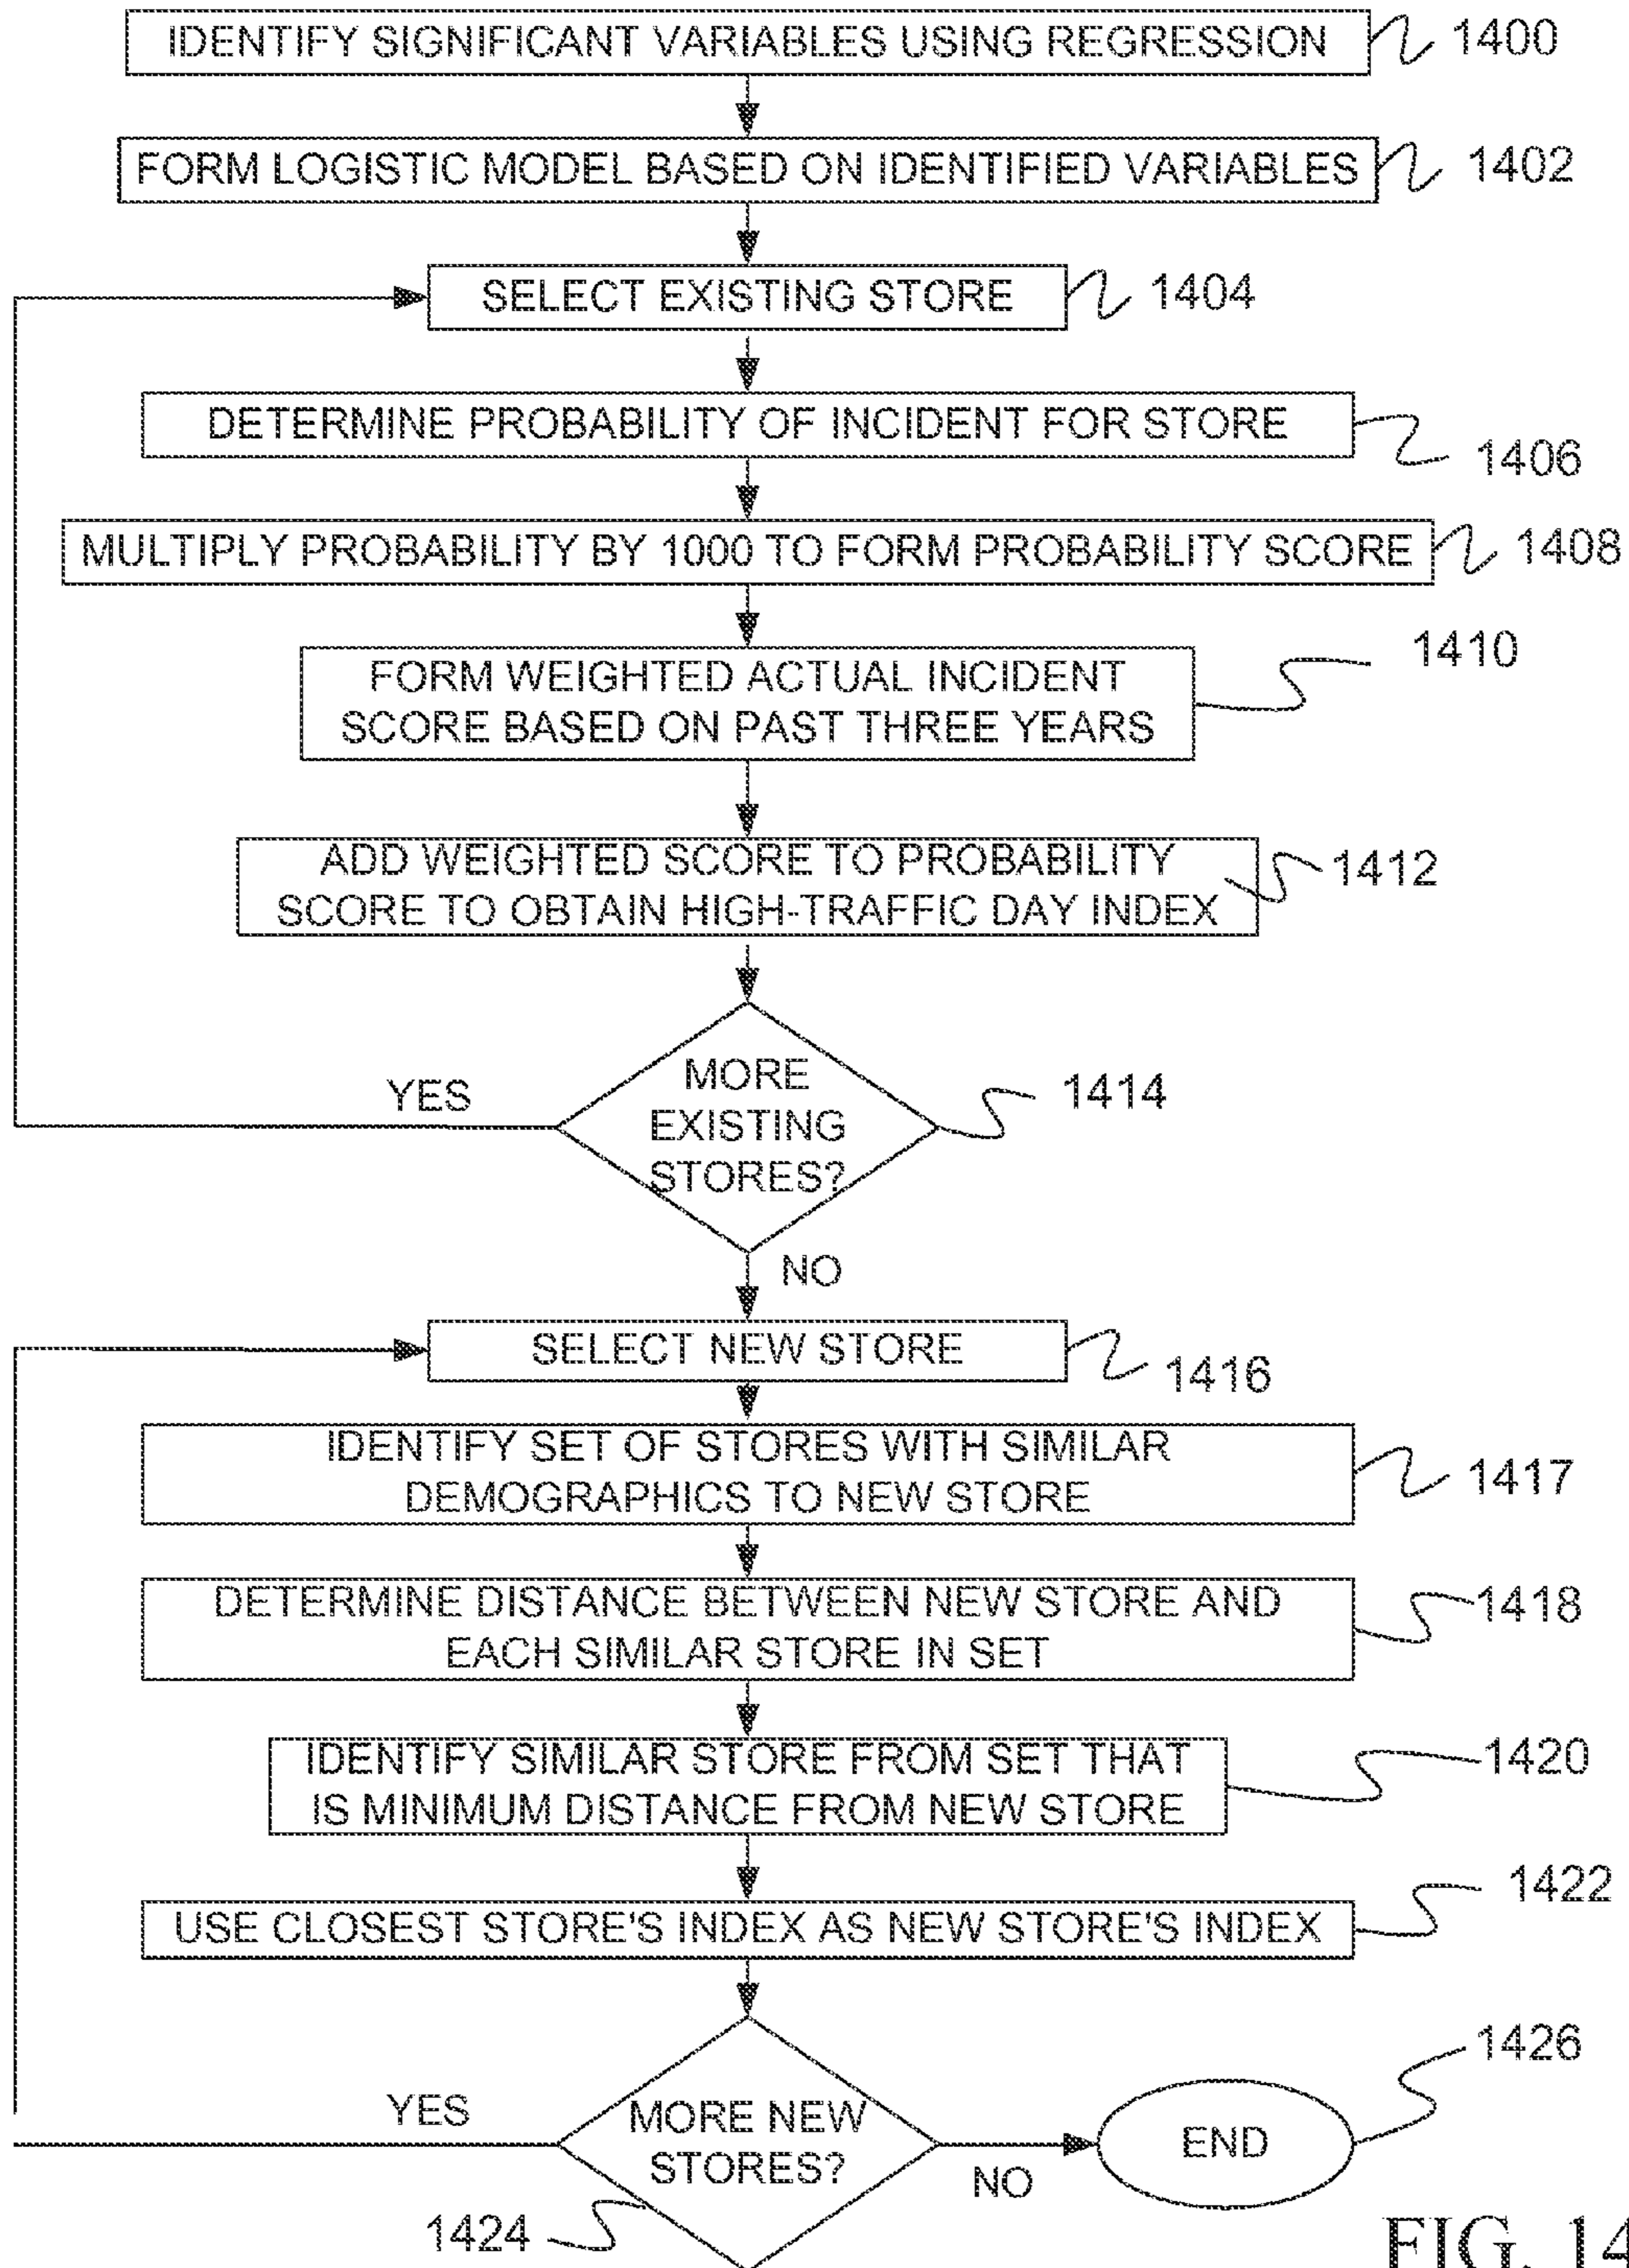 IDENTIFY SIGNIFICANT VARIABLES USING REGRESSION
1400
FORM LOGISTIC MODEL BASED ON IDENTIFIED VARIABLES
1402
SELECT EXISTING STORE
1404
DETERMINE PROBABILITY OF INCIDENT FOR STORE
1406
MULTIPLY PROBABILITY BY 1000 TO FORM PROBABILITY SCORE
1408
FORM WEIGHTED ACTUAL INCIDENT
SCORE BASED ON PAST THREE YEARS
1410
ADD WEIGHTED SCORE TO PROBABILITY
SCORE TO OBTAIN HIGH-TRAFFIC DAY INDEX
1412
MORE
EXISTING
STORES?
1414
YES
NO
SELECT NEW STORE
1416
IDENTIFY SET OF STORES WITH SIMILAR
DEMOGRAPHICS TO NEW STORE
1417
DETERMINE DISTANCE BETWEEN NEW STORE AND
EACH SIMILAR STORE IN SET
1418
IDENTIFY SIMILAR STORE FROM SET THAT
IS MINIMUM DISTANCE FROM NEW STORE
1420
USE CLOSEST STORE'S INDEX AS NEW STORE'S INDEX
1422
YES
MORE NEW
STORES?
1424
NO
END
1426
FIG. 14